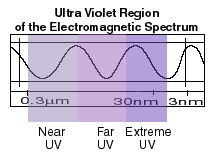 Ultra Violet Region
of the Electromagnetic Spectrum
0.3µm 30nm 3nm
Near Far Extreme
UV UV UV